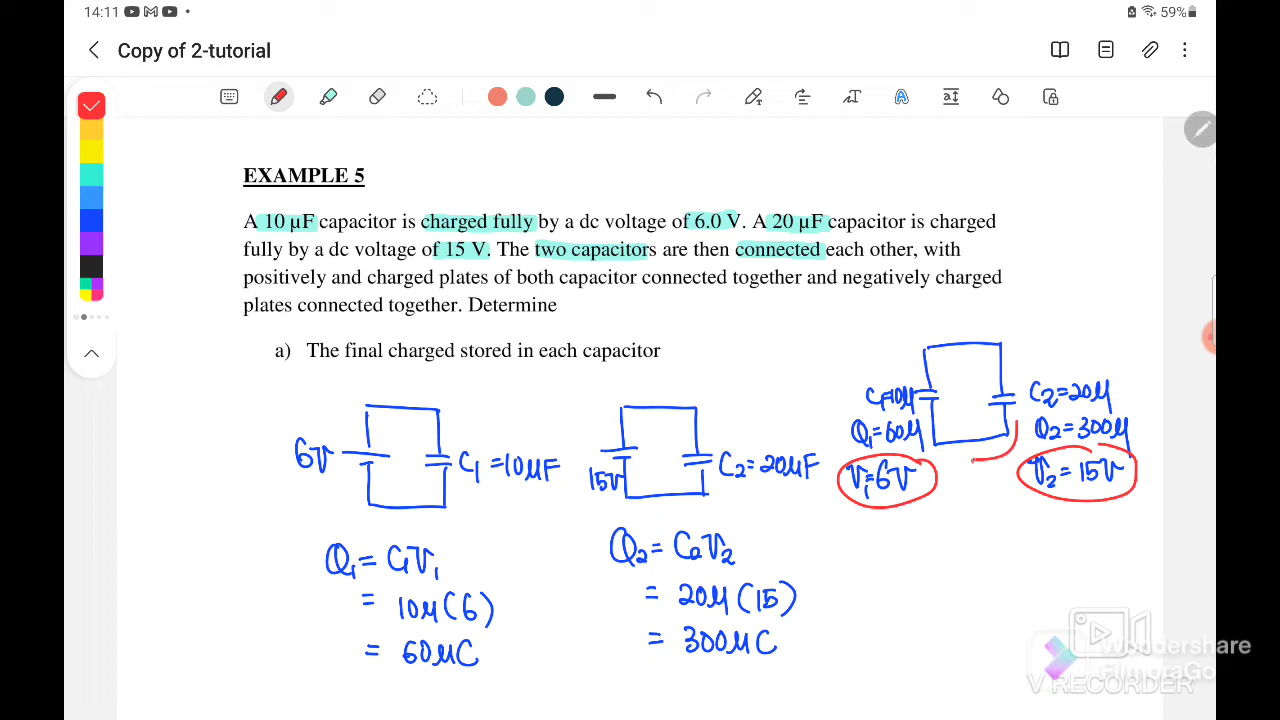 14:11
59%
Copy of 2-tutorial
EXAMPLE 5
A 10 µF capacitor is charged fully by a dc voltage of 6.0 V. A 20 µF capacitor is charged
fully by a dc voltage of 15 V. The two capacitors are then connected each other, with
positively and charged plates of both capacitor connected together and negatively charged
plates connected together. Determine
a) The final charged stored in each capacitor
6V
C1 = 10µF
15V
C2 = 20µF
C1=10µ
Q1=60µ
V1=6V
C2=20µ
Q2=300µ
V2=15V
Q1 = C1V1
= 10µ(6)
= 60µC
Q2 = C2V2
= 20µ(15)
= 300µC
Wondershare
FilmoraGo
V RECORDER